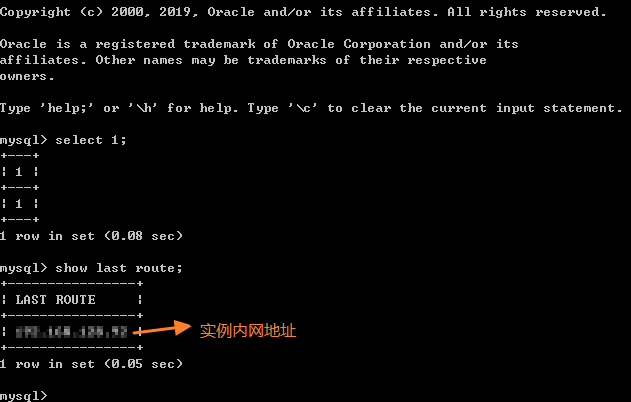 Copyright (c) 2000, 2019, Oracle and/or its affiliates. All rights reserved.
Oracle is a registered trademark of Oracle Corporation and/or its
affiliates. Other names may be trademarks of their respective
owners.
Type 'help;' or '\h' for help. Type '\c' to clear the current input statement.
mysql> select 1;
+---+
| 1 |
+---+
| 1 |
+---+
1 row in set (0.08 sec)
mysql> show last route;
+----------------+
| LAST ROUTE     |
+----------------+
| 实例内网地址
+----------------+
1 row in set (0.05 sec)
mysql>